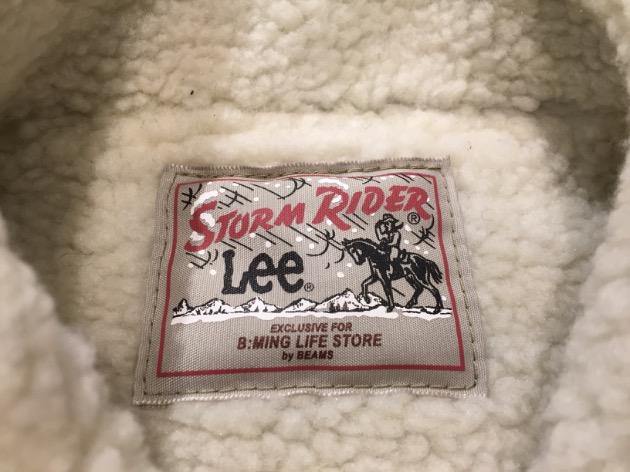 STORM RIDER®
Lee®
EXCLUSIVE FOR
B:MING LIFE STORE
by BEAMS